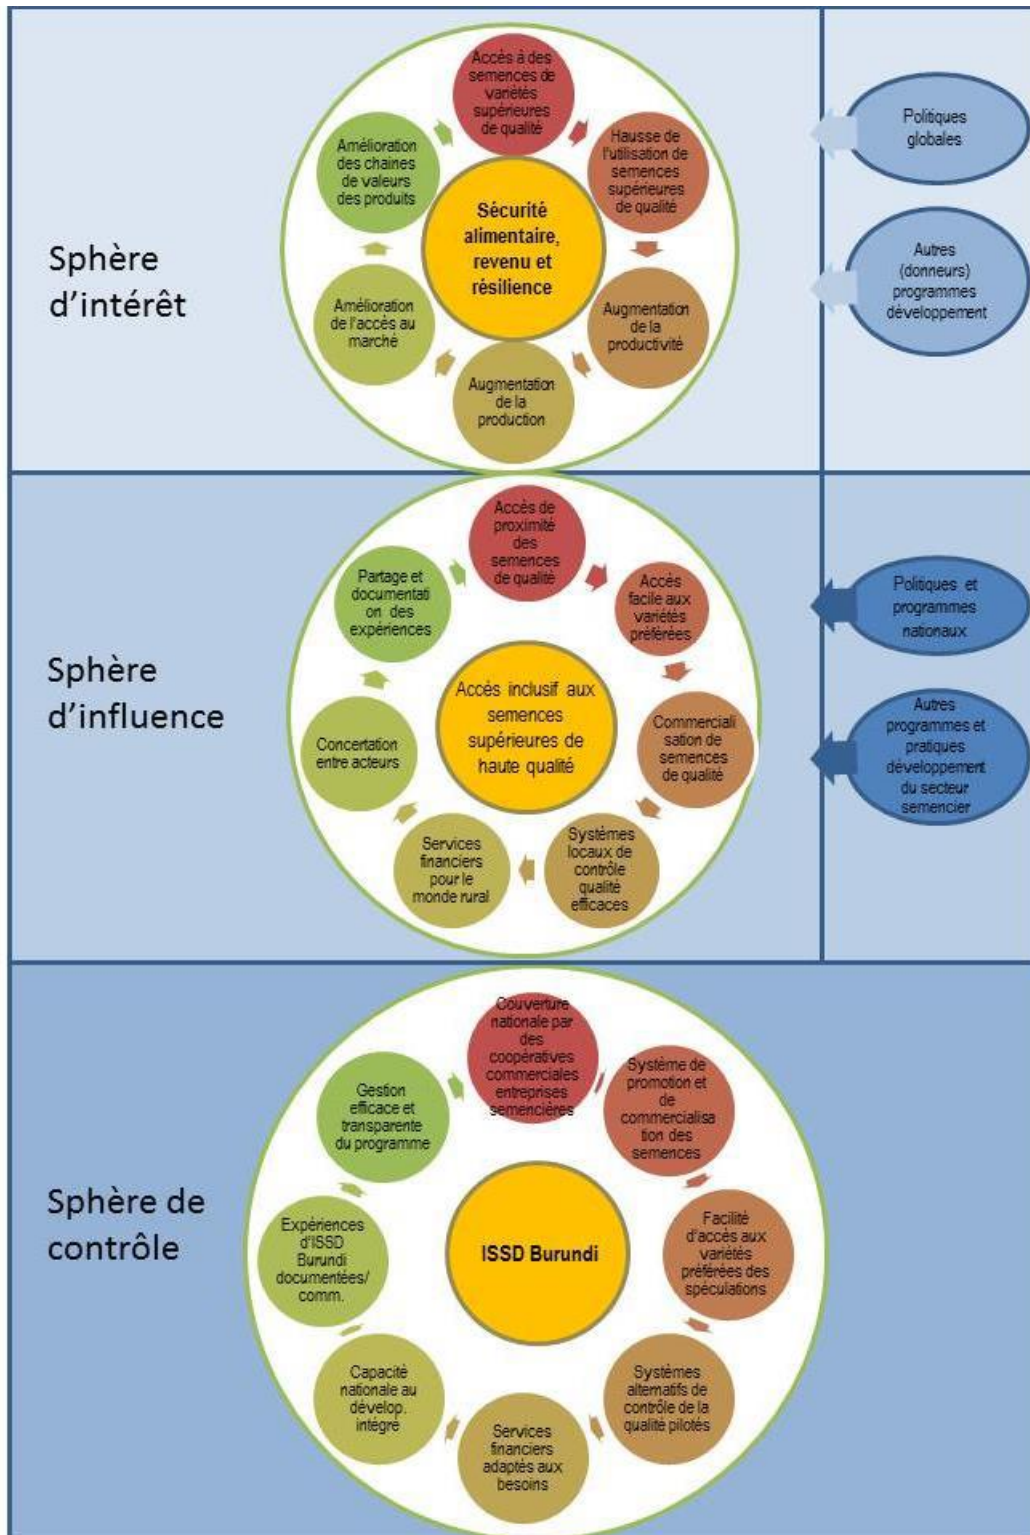 Sphère
d'intérêt
Accès à des
semences de
variétés
supérieures
de qualité
Hausse de
l'utilisation de
semences
supérieures
de qualité
Augmentation
de la
productivité
Augmentation
de la
production
Amélioration
de l'accès au
marché
Amélioration
des chaines
de valeurs
des produits
Sécurité
alimentaire,
revenu et
résilience
Politiques
globales
Autres
(donneurs)
programmes
développement
Sphère
d'influence
Accès de
proximité
des
semences
de qualité
Accès
facile aux
variétés
préférées
Commerciali
sation de
semences
de qualité
Systèmes
locaux de
contrôle
qualité
efficaces
Services
financiers
pour le
monde rural
Concertation
entre acteurs
Partage et
documentati
on des
expériences
Accès inclusif aux
semences
supérieures de
haute qualité
Politiques et
programmes
nationaux
Autres
programmes et
pratiques
développement
du secteur
semencier
Sphère de
contrôle
Couverture
nationale par
des
coopératives
commerciales
entreprises
semencières
Système de
promotion et
de
commercialisa
tion des
semences
Facilité
d'accès aux
variétés
préférées des
spéculations
Systèmes
alternatifs de
contrôle de la
qualité pilotés
Services
financiers
adaptés aux
besoins
Capacité
nationale au
dévelop.
intégré
Expériences
d'ISSD
Burundi
documentées/
comm.
Gestion
efficace et
transparente
du programme
ISSD Burundi